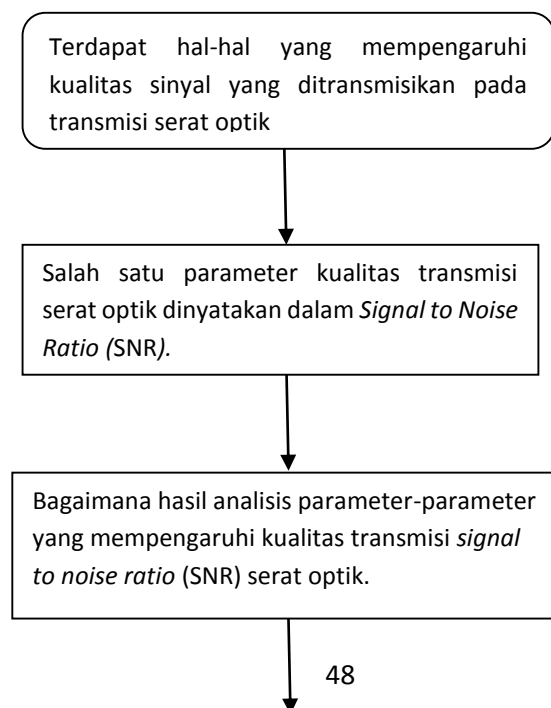 Terdapat hal-hal yang mempengaruhi
kualitas sinyal yang ditransmisikan pada
transmisi serat optik
Salah satu parameter kualitas transmisi
serat optik dinyatakan dalam Signal to Noise
Ratio (SNR).
Bagaimana hasil analisis parameter-parameter
yang mempengaruhi kualitas transmisi signal
to noise ratio (SNR) serat optik.
48